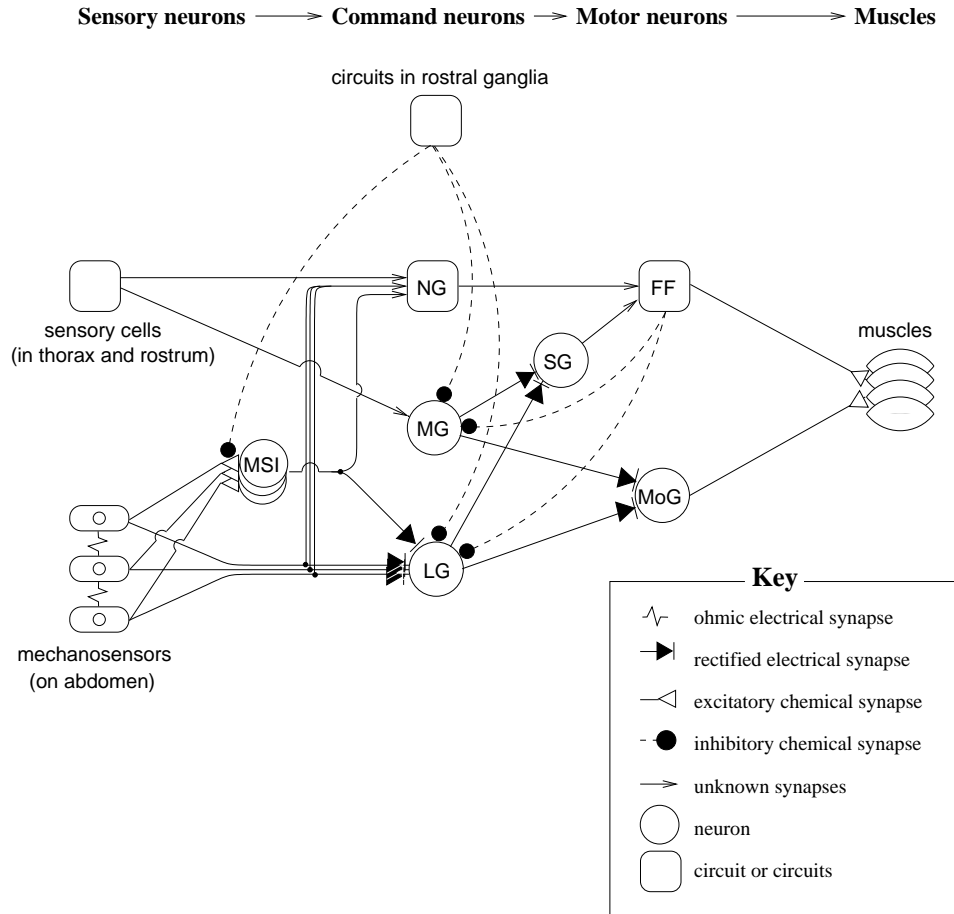 Sensory neurons Command neurons Motor neurons Muscles
circuits in rostral ganglia
NG
FF
sensory cells
(in thorax and rostrum)
muscles
SG
MG
MSI
MoG
LG
mechanosensors
(on abdomen)
Key
ohmic electrical synapse
rectified electrical synapse
excitatory chemical synapse
inhibitory chemical synapse
unknown synapses
neuron
circuit or circuits